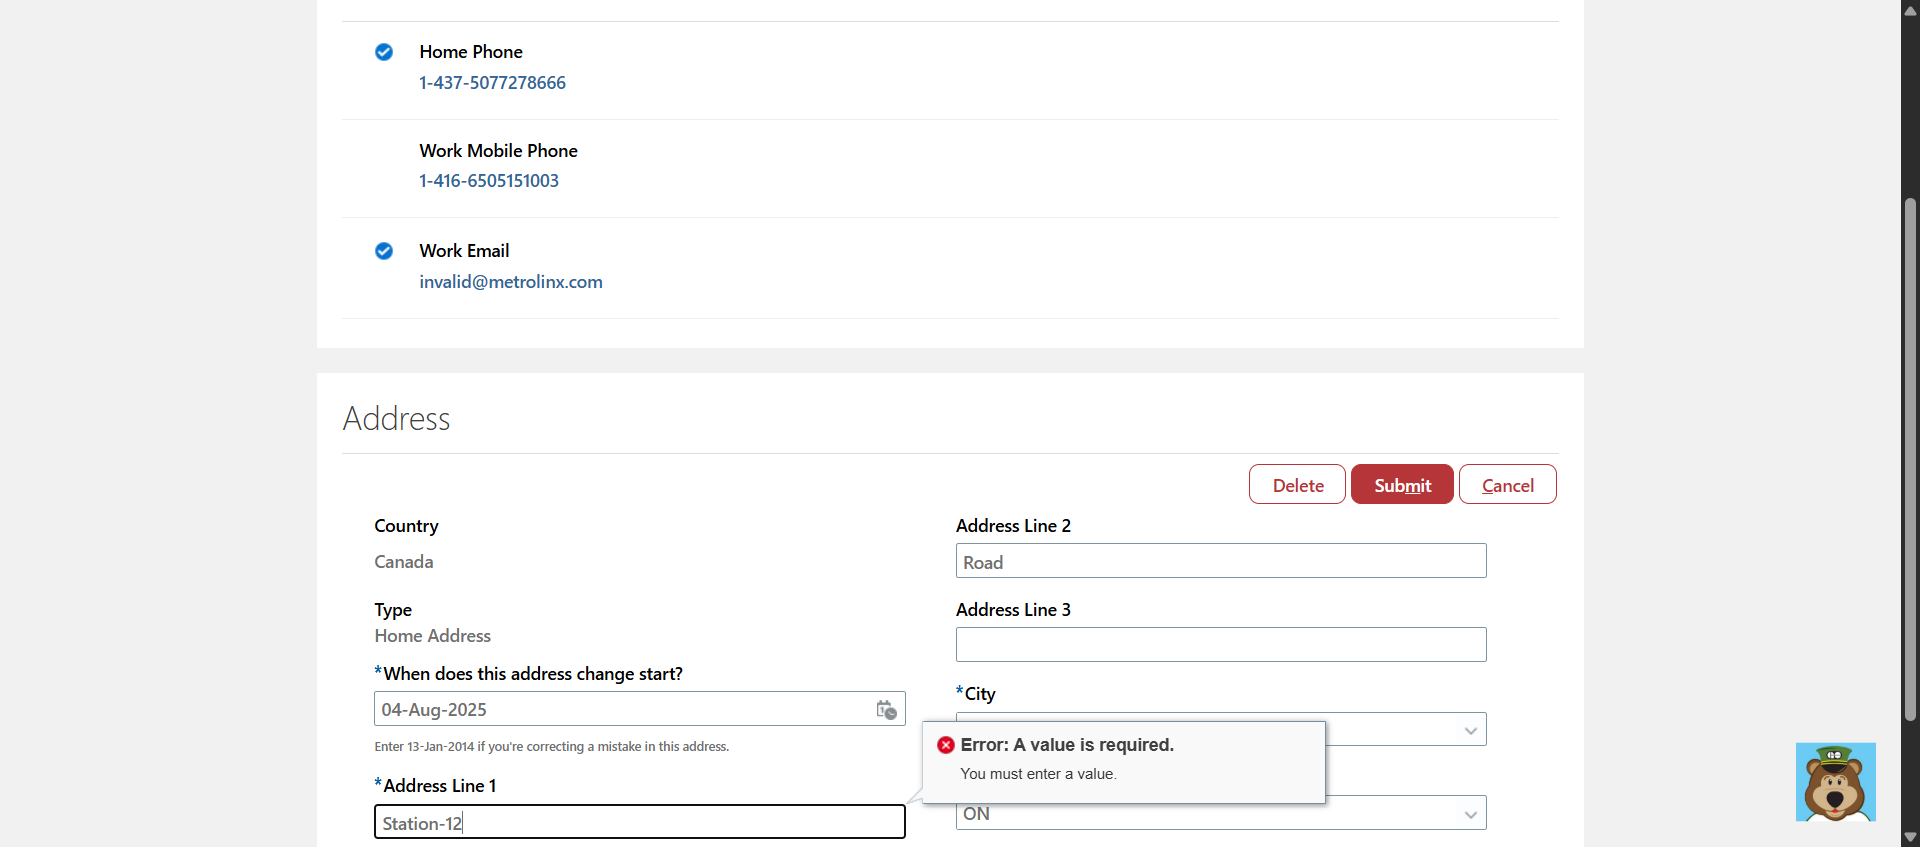 Home Phone
1-437-5077278666
Work Mobile Phone
1-416-6505151003
Work Email
invalid@metrolinx.com
Address
Delete Submit Cancel
Country
Canada
Type
Home Address
*When does this address change start?
04-Aug-2025
Enter 13-Jan-2014 if you're correcting a mistake in this address.
*Address Line 1
Station-12
Address Line 2
Road
Address Line 3
*City
Error: A value is required.
You must enter a value.
ON